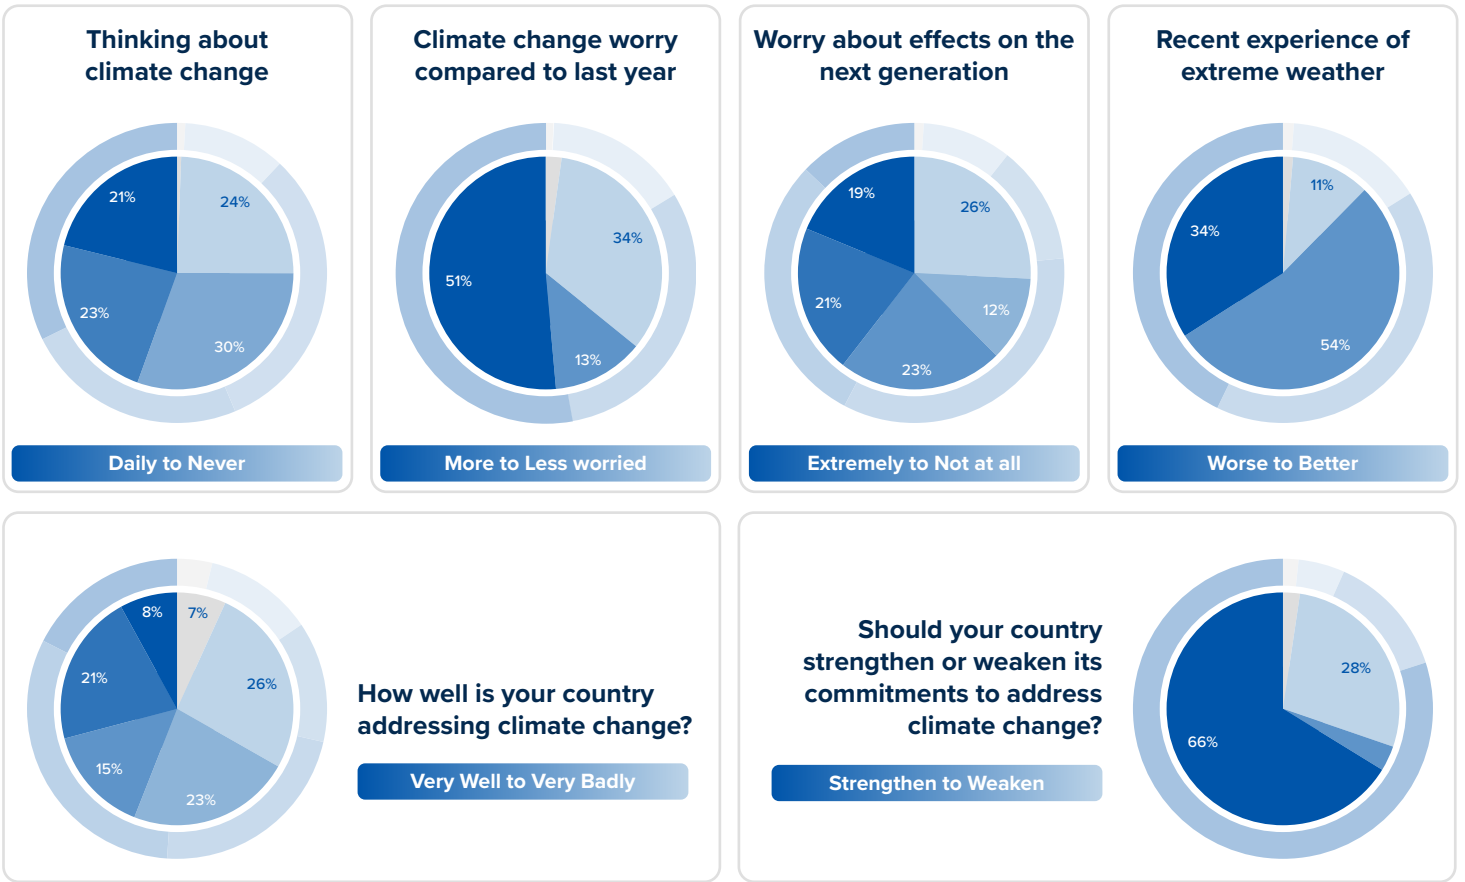 Thinking about
climate change
21%
24%
23%
30%
Daily to Never
Climate change worry
compared to last year
34%
51%
13%
More to Less worried
Worry about effects on the
next generation
19%
26%
21%
12%
23%
Extremely to Not at all
Recent experience of
extreme weather
11%
34%
54%
Worse to Better
8%
7%
21%
26%
15%
23%
How well is your country
addressing climate change?
Very Well to Very Badly
Should your country
strengthen or weaken its
commitments to address
climate change?
Strengthen to Weaken
28%
66%